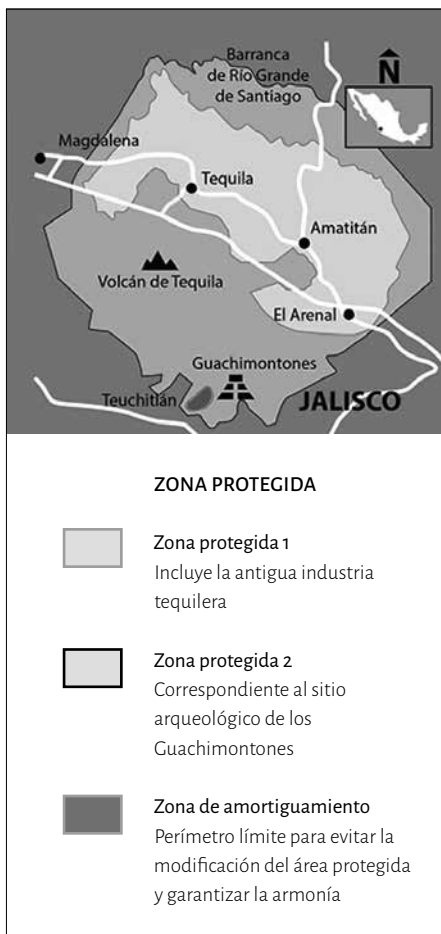 Barranca
de Río Grande
de Santiago
N
Magdalena
Tequila
Amatitán
Volcán de Tequila
El Arenal
Guachimontones
Teuchitlán
JALISCO
ZONA PROTEGIDA
Zona protegida 1
Incluye la antigua industria
tequilera
Zona protegida 2
Correspondiente al sitio
arqueológico de los
Guachimontones
Zona de amortiguamiento
Perímetro límite para evitar la
modificación del área protegida
y garantizar la armonía